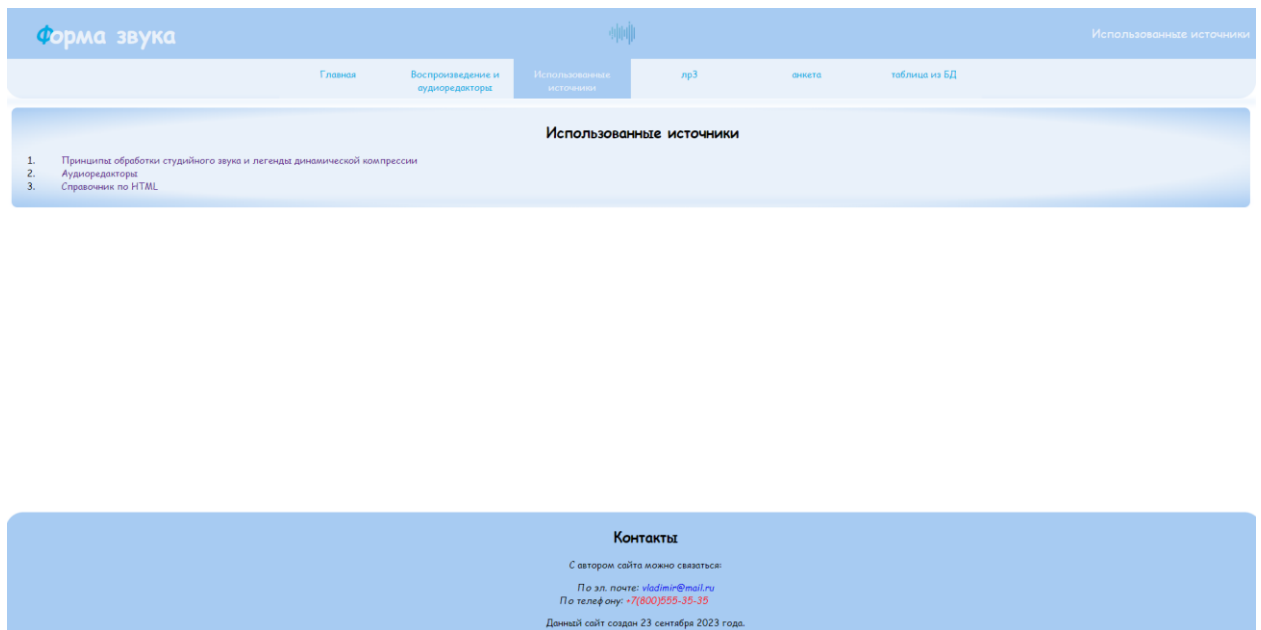 Форма звука
Использованные источники
Главная
Воспроизведение и
аудиоредакторы
Использованные
источники
лр3
анкета
таблица из БД
Использованные источники
1. Принципы обработки студийного звука и легенды динамической компрессии
2. Аудиоредакторы
3. Справочник по HTML
Контакты
С автором сайта можно связаться:
По эл. почте: vladimir@mail.ru
По телефону: +7(800)555-35-35
Данный сайт создан 23 сентября 2023 года.